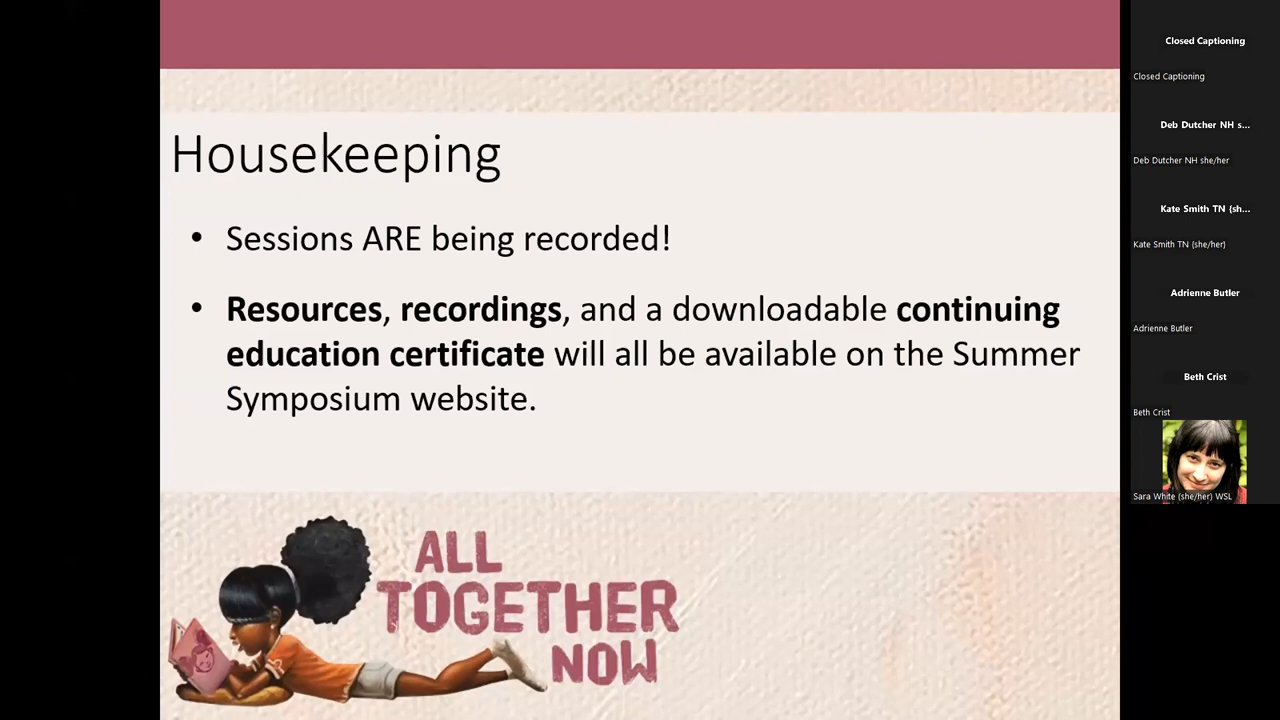 Housekeeping
• Sessions ARE being recorded!
• Resources, recordings, and a downloadable continuing
education certificate will all be available on the Summer
Symposium website.
ALL
TOGETHER
NOW
Closed Captioning
Closed Captioning
Deb Dutcher NH s...
Deb Dutcher NH she/her
Kate Smith TN (sh...
Kate Smith TN (she/her)
Adrienne Butler
Adrienne Butler
Beth Crist
Beth Crist
Sara White (she/her) WSL